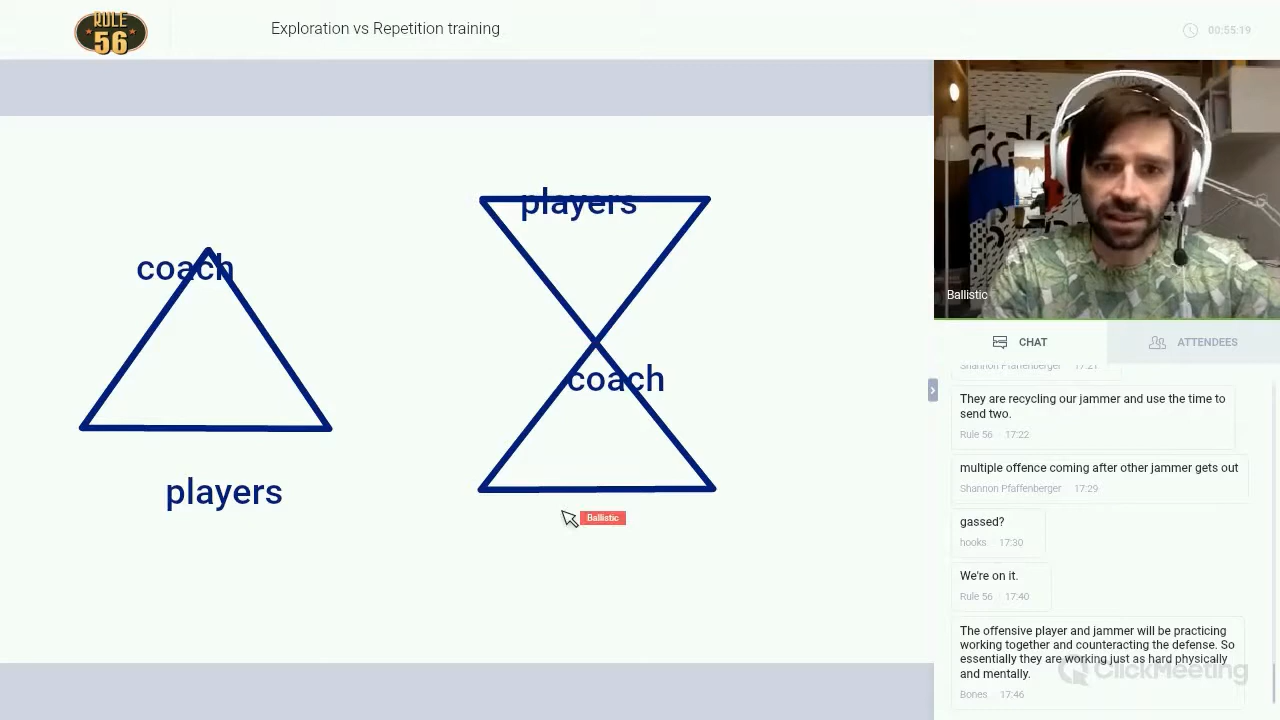 RULE
56
Exploration vs Repetition training
00:55:19
coach
players
players
coach
Ballistic
Ballistic
CHAT
ATTENDEES
Shannon Pfaffenberger 17:21
They are recycling our jammer and use the time to
send two.
Rule 56 17:22
multiple offence coming after other jammer gets out
Shannon Pfaffenberger 17:29
gassed?
hooks 17:30
We're on it.
Rule 56 17:40
The offensive player and jammer will be practicing
working together and counteracting the defense. So
essentially they are working just as hard physically
and mentally.
Bones 17:46
ClickMeeting